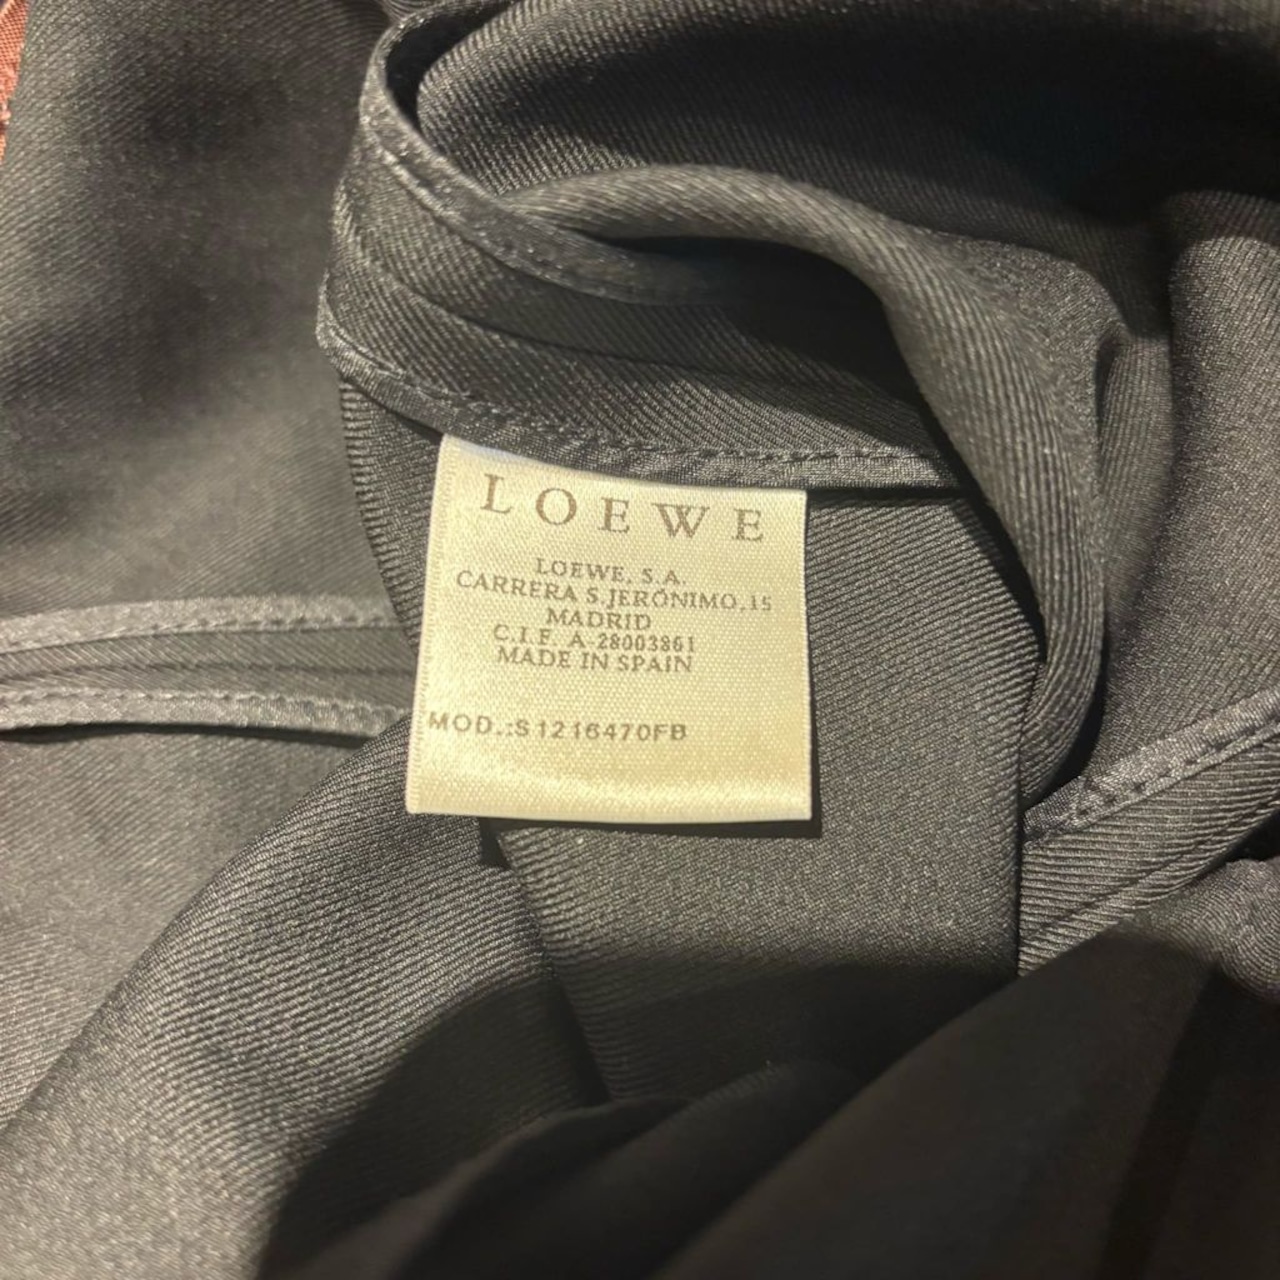 LOEWE
LOEWE, S.A.
CARRERA S.JERÓNIMO,15
MADRID
C.I.F. A-28003861
MADE IN SPAIN
MOD.:S1216470FB